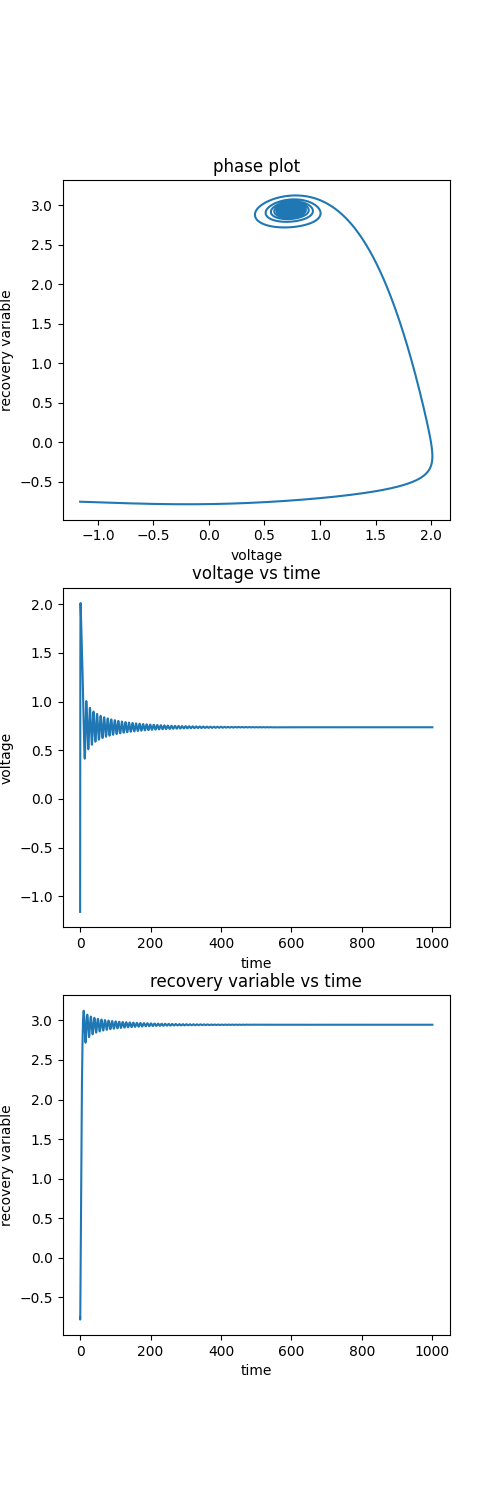 phase plot
3.0
2.5
2.0
1.5
1.0
0.5
0.0
−0.5
recovery variable
−1.0 −0.5 0.0 0.5 1.0 1.5 2.0
voltage
voltage vs time
2.0
1.5
1.0
0.5
0.0
−0.5
−1.0
voltage
0 200 400 600 800 1000
time
recovery variable vs time
3.0
2.5
2.0
1.5
1.0
0.5
0.0
−0.5
recovery variable
0 200 400 600 800 1000
time